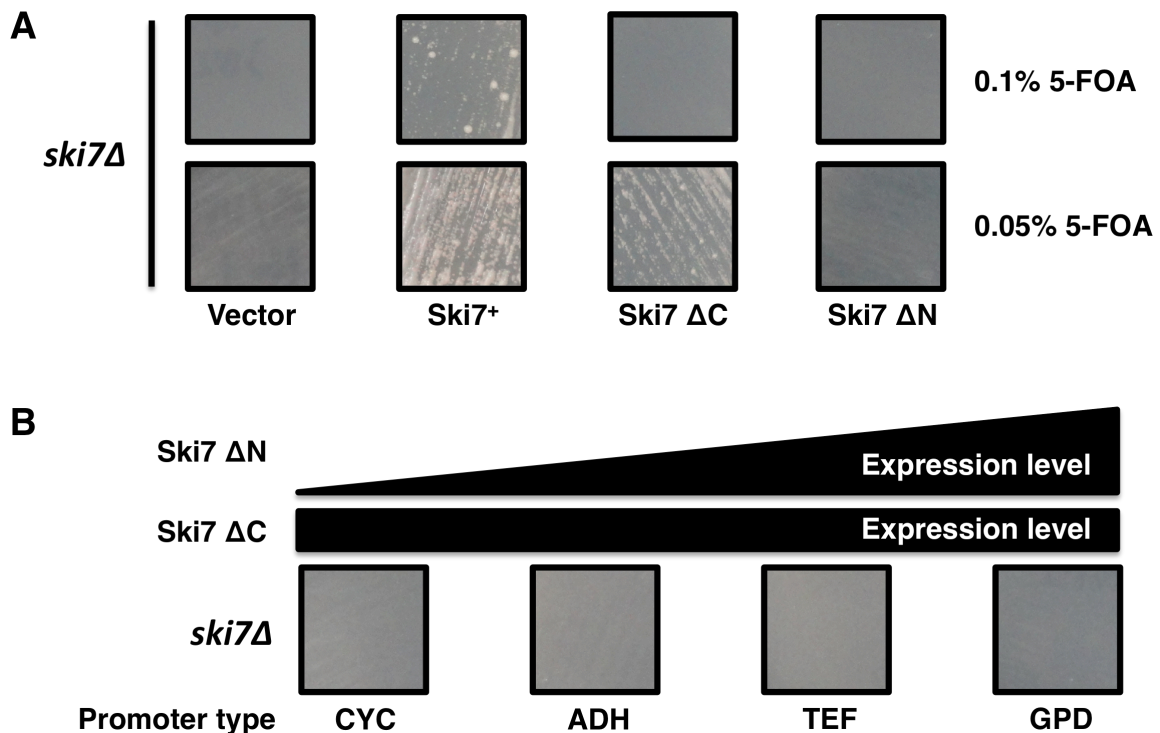 A
0.1% 5-FOA
ski7Δ
0.05% 5-FOA
Vector Ski7⁺ Ski7 ΔC Ski7 ΔN
B
Ski7 ΔN
Expression level
Ski7 ΔC Expression level
ski7Δ
Promoter type CYC ADH TEF GPD